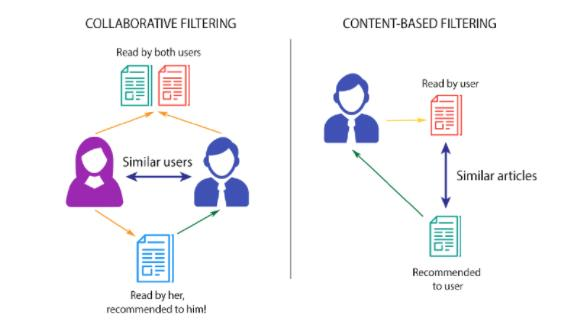 COLLABORATIVE FILTERING
Read by both users
Similar users
Read by her,
recommended to him!
CONTENT-BASED FILTERING
Read by user
Similar articles
Recommended
to user